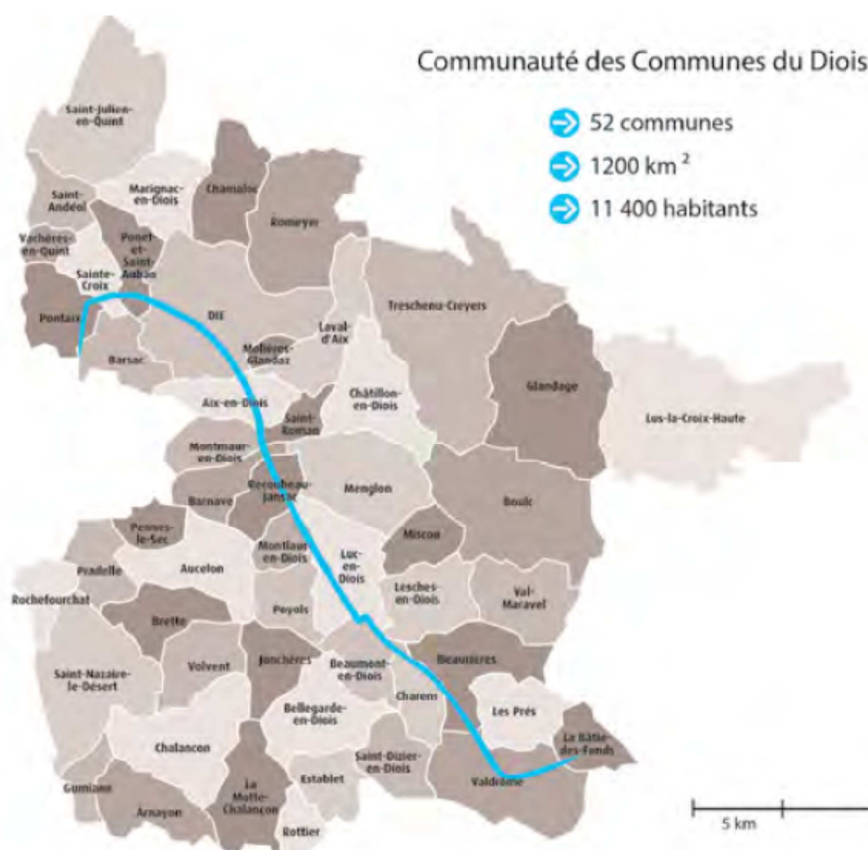 Communauté des Communes du Diois
52 communes
1200 km ²
11 400 habitants
Saint-Julien-
en-Quint
Marignac-
en-Diois
Chamaloc
Romeyer
Saint-
Andéol
Vachères-
en-Quint
Ponet-
et-
Saint-
Auban
Sainte-
Croix
Pontaix
Barsac
DIE
Molières-
Glandaz
Laval-
d'Aix
Treschenu-Creyers
Glandage
Lus-la-Croix-Haute
Aix-en-Diois
Saint-
Roman
Châtillon-
en-Diois
Montmaur-
en-Diois
Recoubeau-
Jansac
Barnave
Menglon
Boulc
Pennes-
le-Sec
Miscon
Aucelon
Montlaur-
en-Diois
Luc-
en-
Diois
Pradelle
Lesches-
en-Diois
Val-
Maravel
Rochefourchat
Poyols
Brette
Saint-Nazaire-
le-Désert
Volvent
Jonchères
Beaumont-
en-Diois
Beaurières
Charens
Les Prés
Bellegarde-
en-Diois
La Bâtie-
des-Fonds
Chalancon
Saint-Dizier-
en-Diois
Valdrôme
Establet
Gumiane
Arnayon
La
Motte-
Chalançon
Rottier
5 km